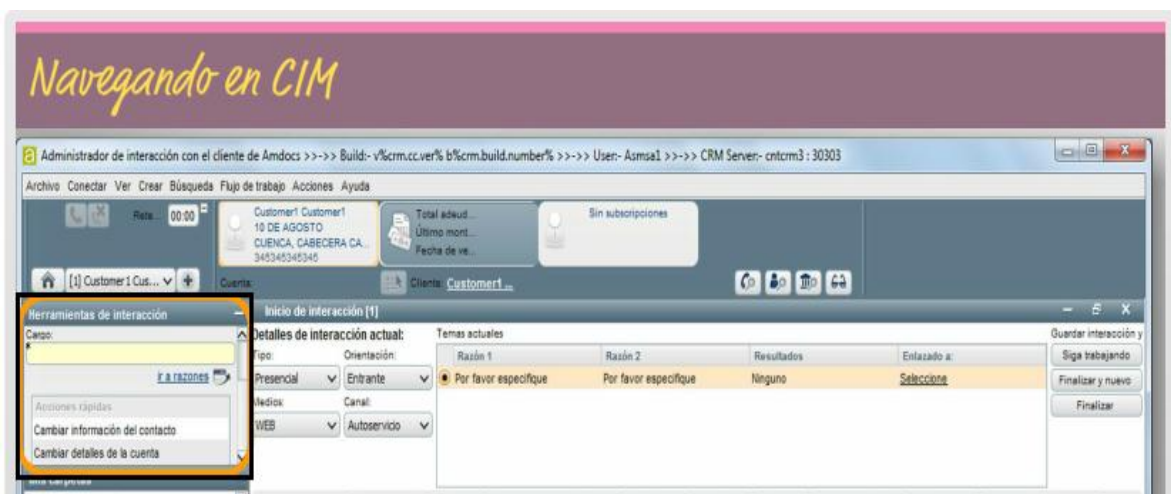 Navegando en CIM
Administrador de interacción con el cliente de Amdocs >>->> Build:- v%crm.cc.ver% b%crm.build.number% >>->> User:- Asmsa1 >>->> CRM Server:- cntcrm3 : 30303
Archivo Conectar Ver Crear Búsqueda Flujo de trabajo Acciones Ayuda
Rete... 00:00
Customer1 Customer1
10 DE AGOSTO
CUENCA, CABECERA CA...
345345345345
Total adeud...
Último mont...
Fecha de ve...
Sin subscripciones
[1] Customer1 Cus...
Cuenta:
Cliente: Customer1 ...
Herramientas de interacción
Cargo:
*
Ir a razones
Acciones rápidas
Cambiar información del contacto
Cambiar detalles de la cuenta
Mis carpetas
Inicio de interacción [1]
Detalles de interacción actual:
Tipo: Orientación:
Presencial Entrante
Medios: Canal:
WEB Autoservicio
Temas actuales
Razón 1 Razón 2 Resultados Enlazado a:
Por favor especifique Por favor especifique Ninguno Seleccione
Guardar interacción y
Siga trabajando
Finalizar y nuevo
Finalizar